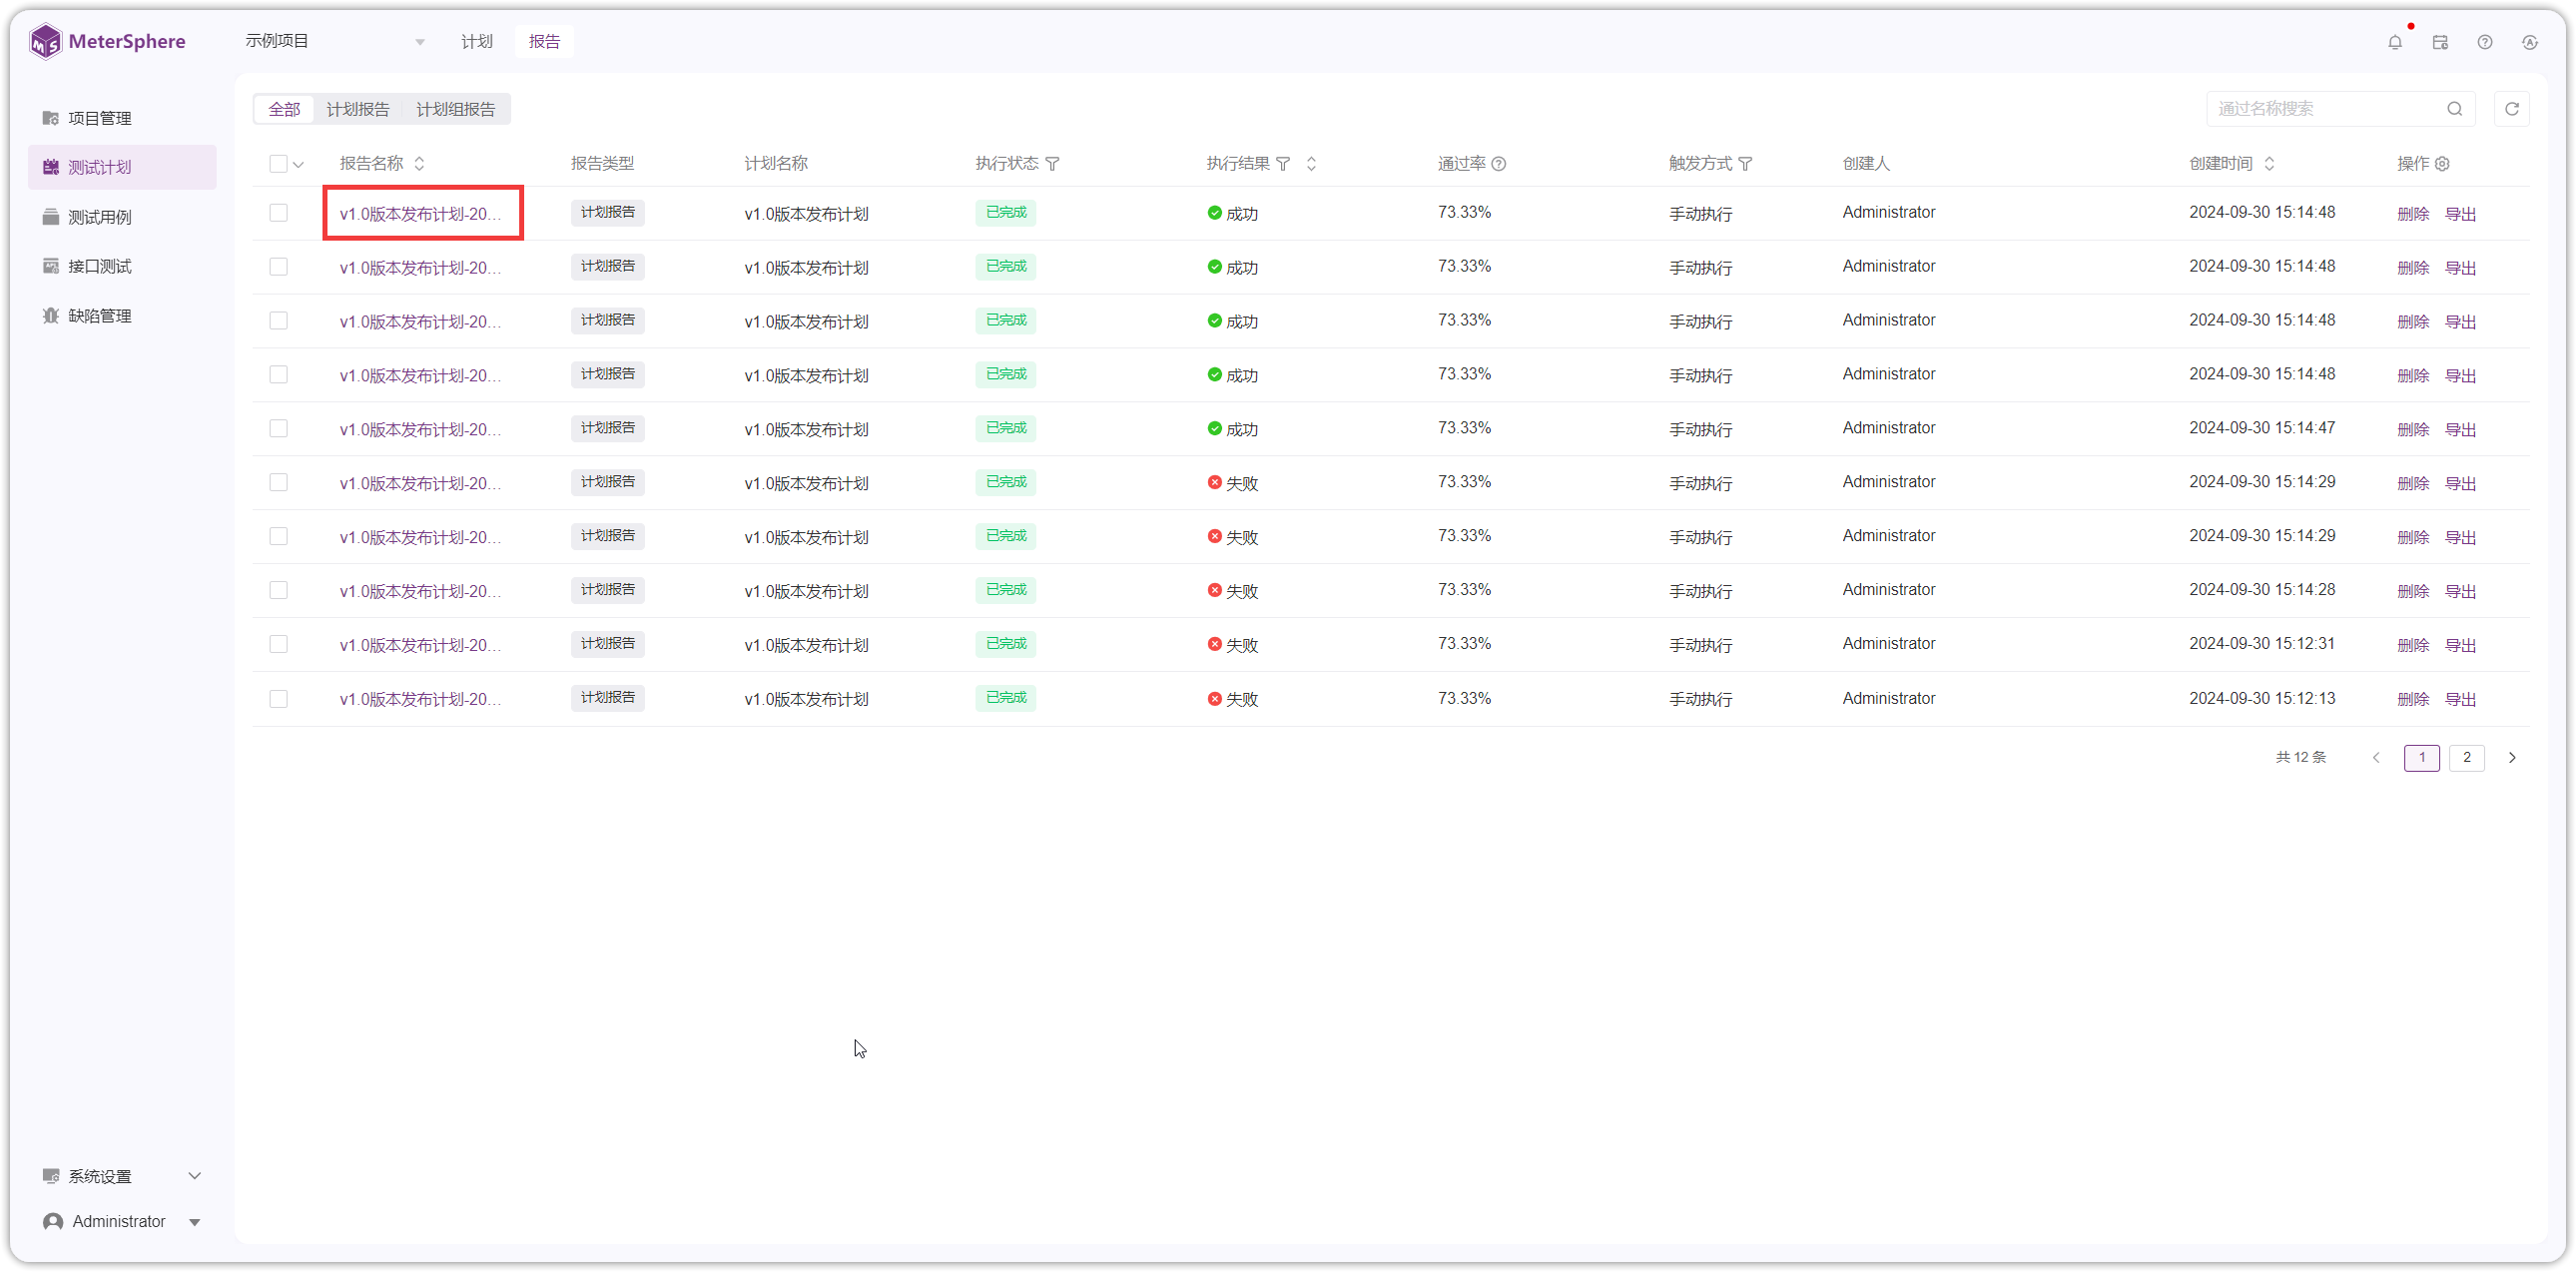 MeterSphere
示例项目
计划
报告
项目管理
测试计划
测试用例
接口测试
缺陷管理
全部 计划报告 计划组报告
通过名称搜索
报告名称 报告类型 计划名称 执行状态 执行结果 通过率 触发方式 创建人 创建时间 操作
v1.0版本发布计划-20... 计划报告 v1.0版本发布计划 已完成 成功 73.33% 手动执行 Administrator 2024-09-30 15:14:48 删除 导出
v1.0版本发布计划-20... 计划报告 v1.0版本发布计划 已完成 成功 73.33% 手动执行 Administrator 2024-09-30 15:14:48 删除 导出
v1.0版本发布计划-20... 计划报告 v1.0版本发布计划 已完成 成功 73.33% 手动执行 Administrator 2024-09-30 15:14:48 删除 导出
v1.0版本发布计划-20... 计划报告 v1.0版本发布计划 已完成 成功 73.33% 手动执行 Administrator 2024-09-30 15:14:48 删除 导出
v1.0版本发布计划-20... 计划报告 v1.0版本发布计划 已完成 成功 73.33% 手动执行 Administrator 2024-09-30 15:14:47 删除 导出
v1.0版本发布计划-20... 计划报告 v1.0版本发布计划 已完成 失败 73.33% 手动执行 Administrator 2024-09-30 15:14:29 删除 导出
v1.0版本发布计划-20... 计划报告 v1.0版本发布计划 已完成 失败 73.33% 手动执行 Administrator 2024-09-30 15:14:29 删除 导出
v1.0版本发布计划-20... 计划报告 v1.0版本发布计划 已完成 失败 73.33% 手动执行 Administrator 2024-09-30 15:14:28 删除 导出
v1.0版本发布计划-20... 计划报告 v1.0版本发布计划 已完成 失败 73.33% 手动执行 Administrator 2024-09-30 15:12:31 删除 导出
v1.0版本发布计划-20... 计划报告 v1.0版本发布计划 已完成 失败 73.33% 手动执行 Administrator 2024-09-30 15:12:13 删除 导出
共 12 条 1 2
系统设置
Administrator